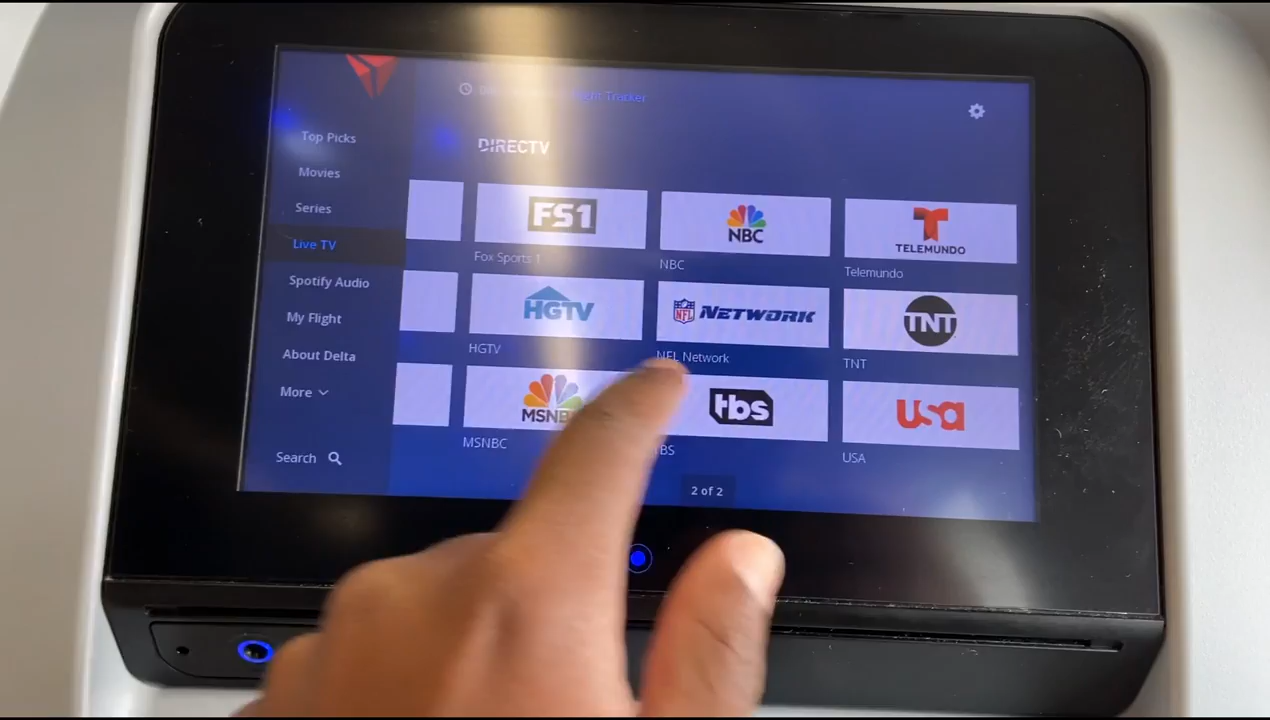 Flight Tracker
Top Picks
Movies
Series
Live TV
Spotify Audio
My Flight
About Delta
More
Search
DIRECTV
FS1
Fox Sports 1
NBC
NBC
TELEMUNDO
Telemundo
HGTV
HGTV
NFL NETWORK
NFL Network
TNT
TNT
MSNB
MSNBC
tbs
TBS
usa
USA
2 of 2